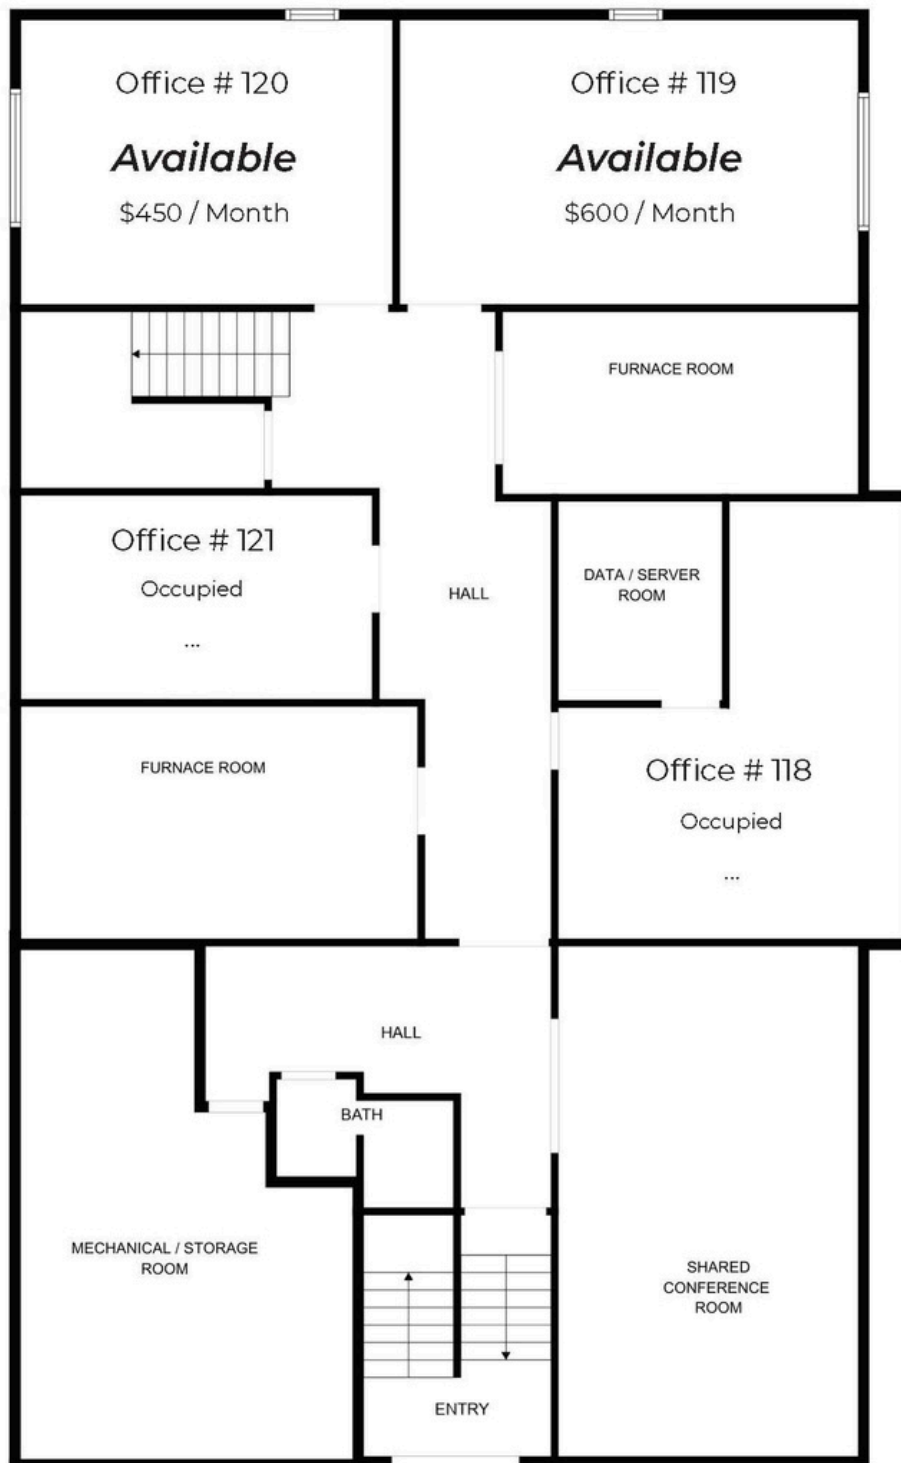 Office # 120
Available
$450 / Month
Office # 119
Available
$600 / Month
FURNACE ROOM
Office # 121
Occupied
...
HALL
DATA / SERVER
ROOM
FURNACE ROOM
Office # 118
Occupied
...
HALL
BATH
MECHANICAL / STORAGE
ROOM
SHARED
CONFERENCE
ROOM
ENTRY